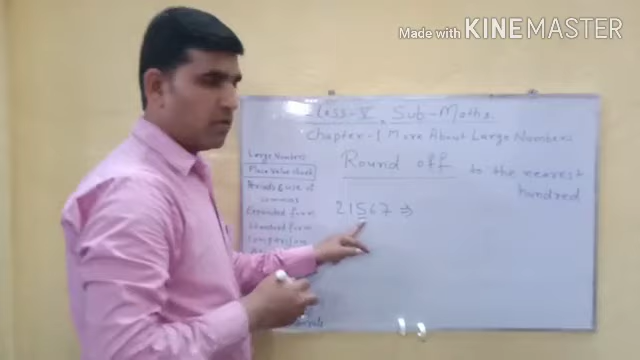 Made with KINEMASTER
Class-V Sub-Maths.
Chapter-1 More About Large Numbers
Large Numbers
Place Value chart
Periods & use of
commas
Expanded form
Standard form
Comparison
Round off to the nearest
hundred
21567 ⇒